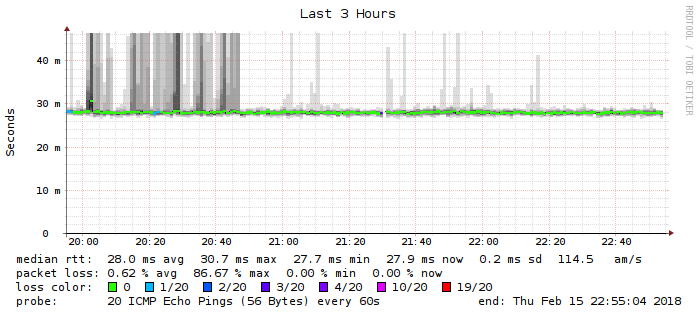 Last 3 Hours
RRDTOOL / TOBI OETIKER
Seconds
40 m
30 m
20 m
10 m
0
20:00 20:20 20:40 21:00 21:20 21:40 22:00 22:20 22:40
median rtt: 28.0 ms avg 30.7 ms max 27.7 ms min 27.9 ms now 0.2 ms sd 114.5 am/s
packet loss: 0.62 % avg 86.67 % max 0.00 % min 0.00 % now
loss color: 0 1/20 2/20 3/20 4/20 10/20 19/20
probe: 20 ICMP Echo Pings (56 Bytes) every 60s end: Thu Feb 15 22:55:04 2018